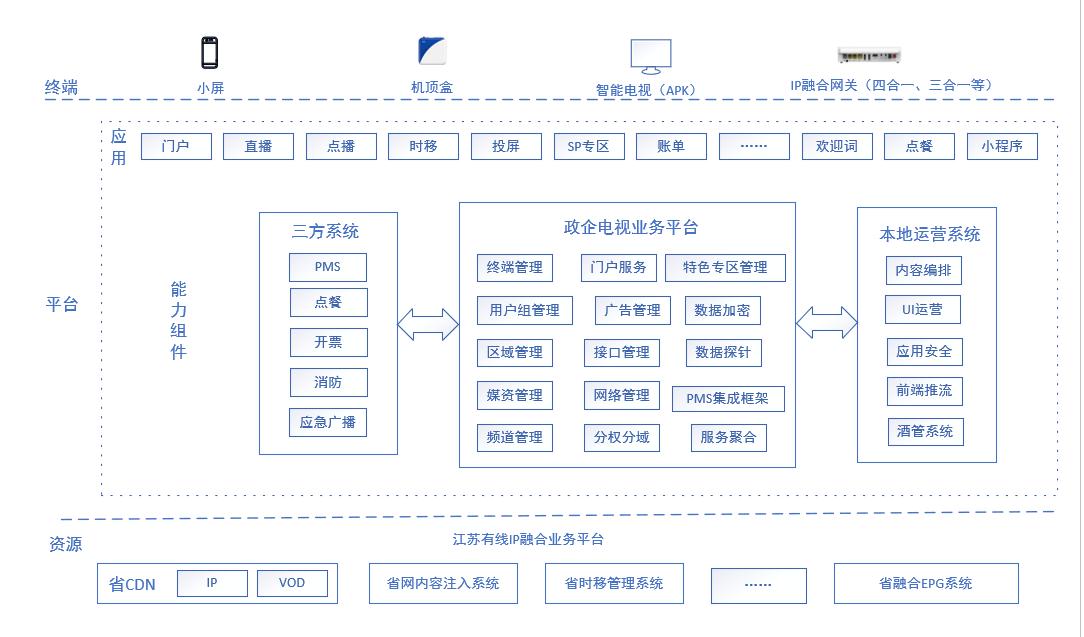 终端
小屏
机顶盒
智能电视（APK）
IP融合网关（四合一、三合一等）
应用
门户
直播
点播
时移
投屏
SP专区
账单
······
欢迎词
点餐
小程序
平台
能力组件
三方系统
PMS
点餐
开票
消防
应急广播
政企电视业务平台
终端管理
门户服务
特色专区管理
用户组管理
广告管理
数据加密
区域管理
接口管理
数据探针
媒资管理
网络管理
PMS集成框架
频道管理
分权分域
服务聚合
本地运营系统
内容编排
UI运营
应用安全
前端推流
酒管系统
资源
江苏有线IP融合业务平台
省CDN
IP
VOD
省网内容注入系统
省时移管理系统
······
省融合EPG系统